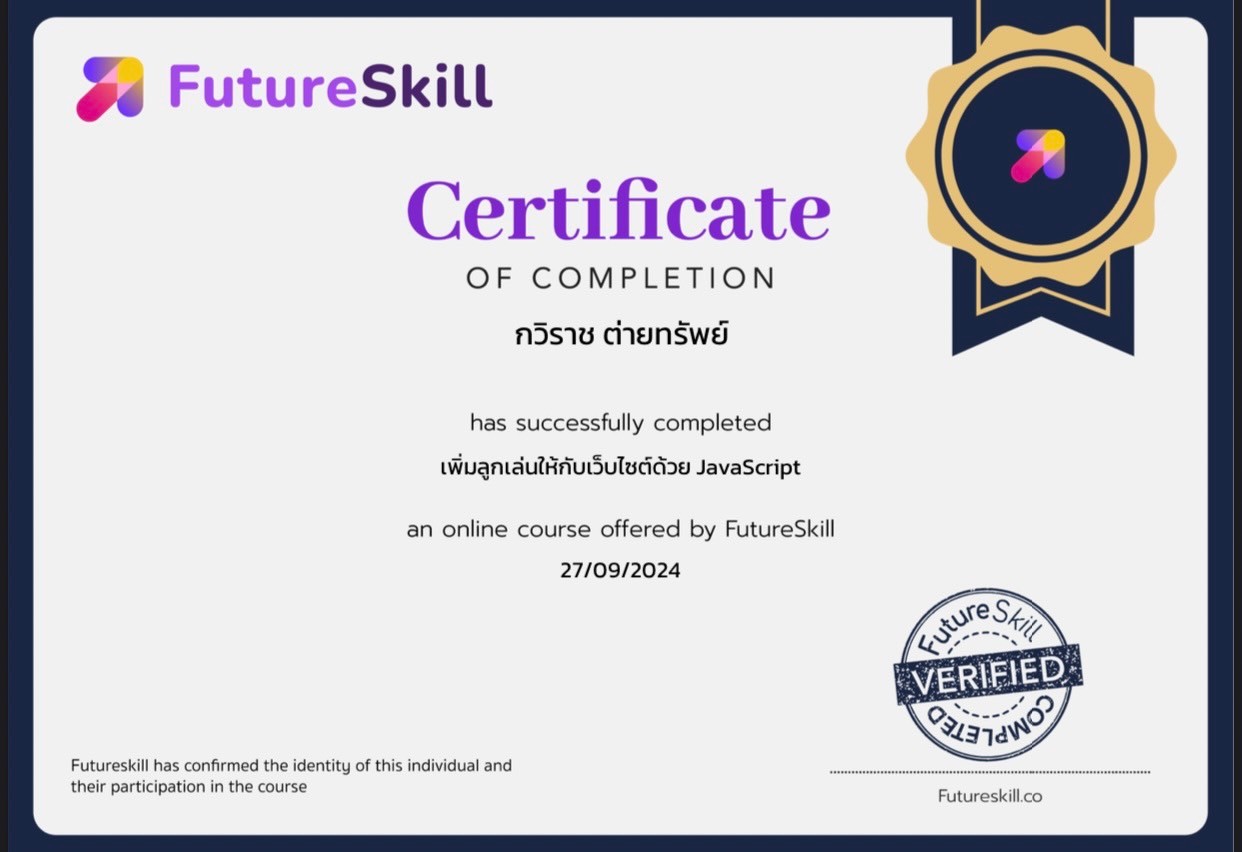 FutureSkill
Certificate
OF COMPLETION
กวิราช ต่ายทรัพย์
has successfully completed
เพิ่มลูกเล่นให้กับเว็บไซต์ด้วย JavaScript
an online course offered by FutureSkill
27/09/2024
FutureSkill
VERIFIED
COMPLETED
Futureskill has confirmed the identity of this individual and
their participation in the course
Futureskill.co